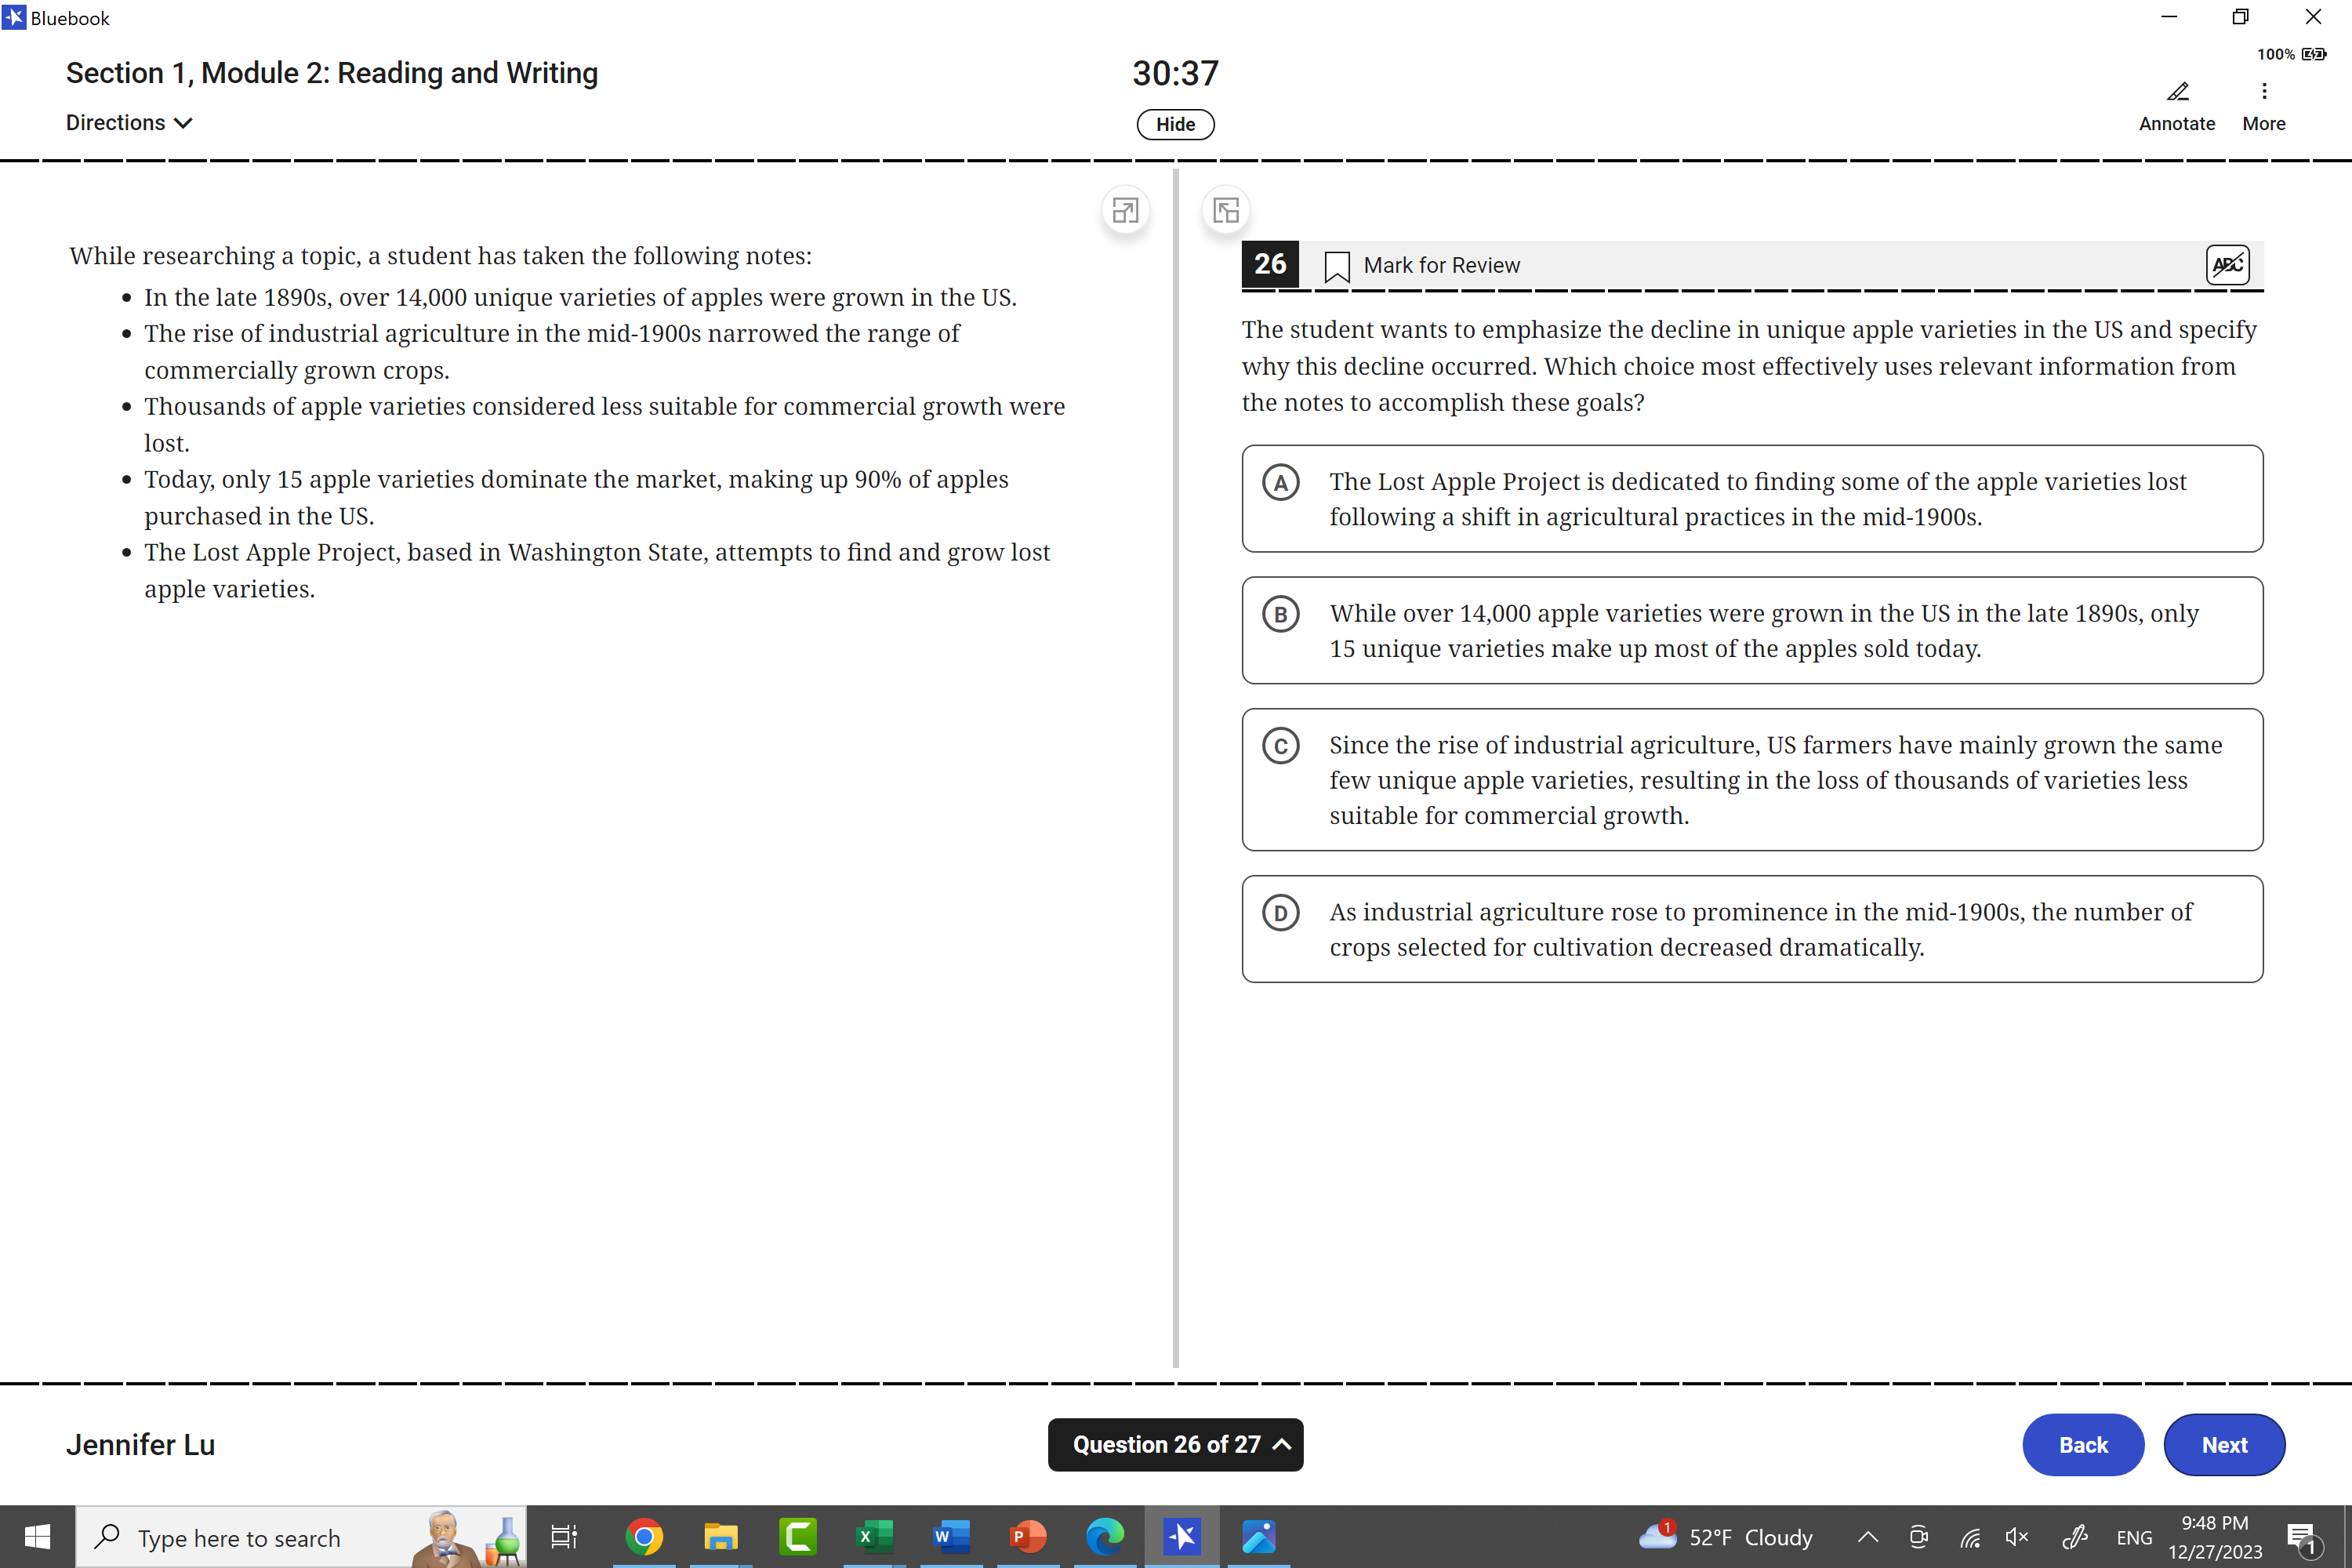 Bluebook
100%
Section 1, Module 2: Reading and Writing
30:37
Directions
Hide
Annotate
More
While researching a topic, a student has taken the following notes:
• In the late 1890s, over 14,000 unique varieties of apples were grown in the US.
• The rise of industrial agriculture in the mid-1900s narrowed the range of
commercially grown crops.
• Thousands of apple varieties considered less suitable for commercial growth were
lost.
• Today, only 15 apple varieties dominate the market, making up 90% of apples
purchased in the US.
• The Lost Apple Project, based in Washington State, attempts to find and grow lost
apple varieties.
26
Mark for Review
ABC
The student wants to emphasize the decline in unique apple varieties in the US and specify
why this decline occurred. Which choice most effectively uses relevant information from
the notes to accomplish these goals?
A The Lost Apple Project is dedicated to finding some of the apple varieties lost
following a shift in agricultural practices in the mid-1900s.
B While over 14,000 apple varieties were grown in the US in the late 1890s, only
15 unique varieties make up most of the apples sold today.
C Since the rise of industrial agriculture, US farmers have mainly grown the same
few unique apple varieties, resulting in the loss of thousands of varieties less
suitable for commercial growth.
D As industrial agriculture rose to prominence in the mid-1900s, the number of
crops selected for cultivation decreased dramatically.
Jennifer Lu
Question 26 of 27
Back
Next
Type here to search
X
W
P
1
52°F Cloudy
ENG
9:48 PM
12/27/2023
1